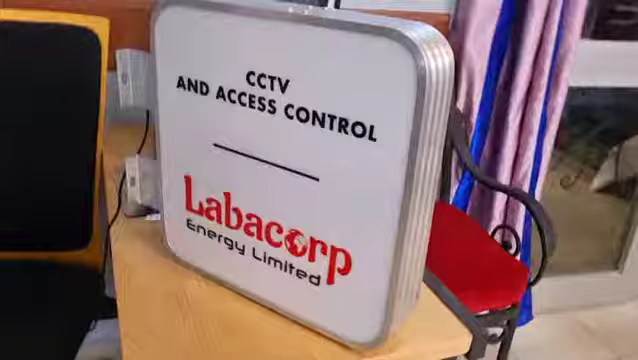 CCTV
AND ACCESS CONTROL
Labacorp
Energy Limited